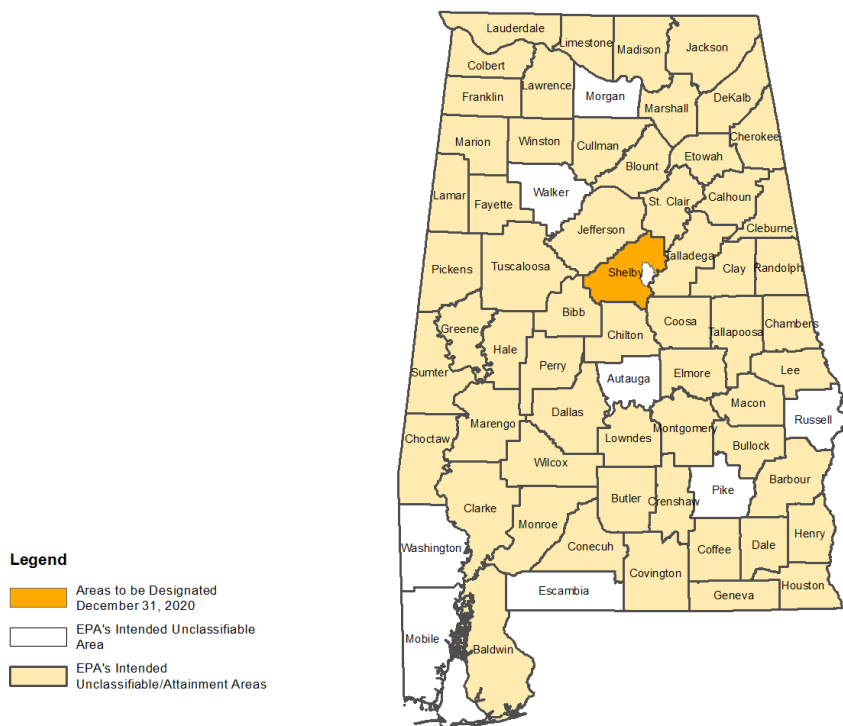 Lauderdale
Limestone
Madison
Jackson
Colbert
Lawrence
Morgan
Franklin
DeKalb
Marshall
Cherokee
Marion
Winston
Cullman
Etowah
Blount
Walker
Lamar
Fayette
St. Clair
Calhoun
Cleburne
Jefferson
Pickens
Tuscaloosa
Shelby
Talladega
Clay
Randolph
Bibb
Coosa
Tallapoosa
Chambers
Greene
Hale
Chilton
Sumter
Perry
Autauga
Elmore
Lee
Macon
Russell
Dallas
Choctaw
Marengo
Lowndes
Montgomery
Bullock
Wilcox
Barbour
Pike
Butler
Crenshaw
Clarke
Monroe
Henry
Washington
Conecuh
Coffee
Dale
Covington
Houston
Escambia
Geneva
Mobile
Baldwin
Legend
Areas to be Designated
December 31, 2020
EPA's Intended Unclassifiable
Area
EPA's Intended
Unclassifiable/Attainment Areas